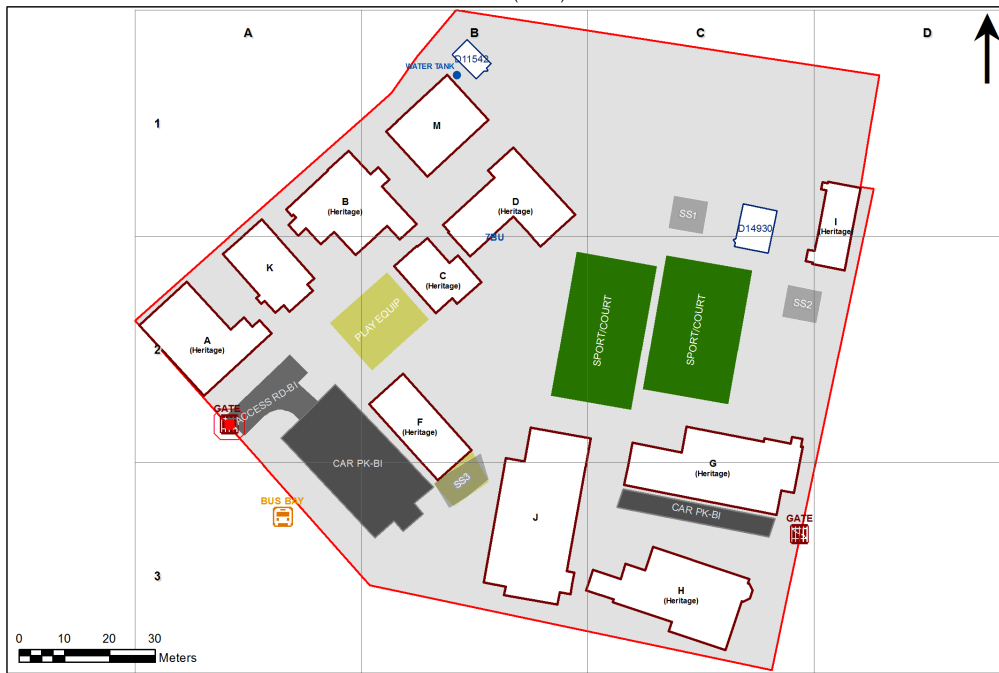 A
B
C
D
D11542
WATER TANK
1
M
B
(Heritage)
D
(Heritage)
SS1
D14930
I
(Heritage)
7BU
K
C
(Heritage)
SS2
PLAY EQUIP
SPORT/COURT
SPORT/COURT
A
(Heritage)
2
GATE
ACCESS RD-BI
F
(Heritage)
CAR PK-BI
G
(Heritage)
SS3
BUS BAY
J
CAR PK-BI
GATE
3
H
(Heritage)
0 10 20 30
Meters